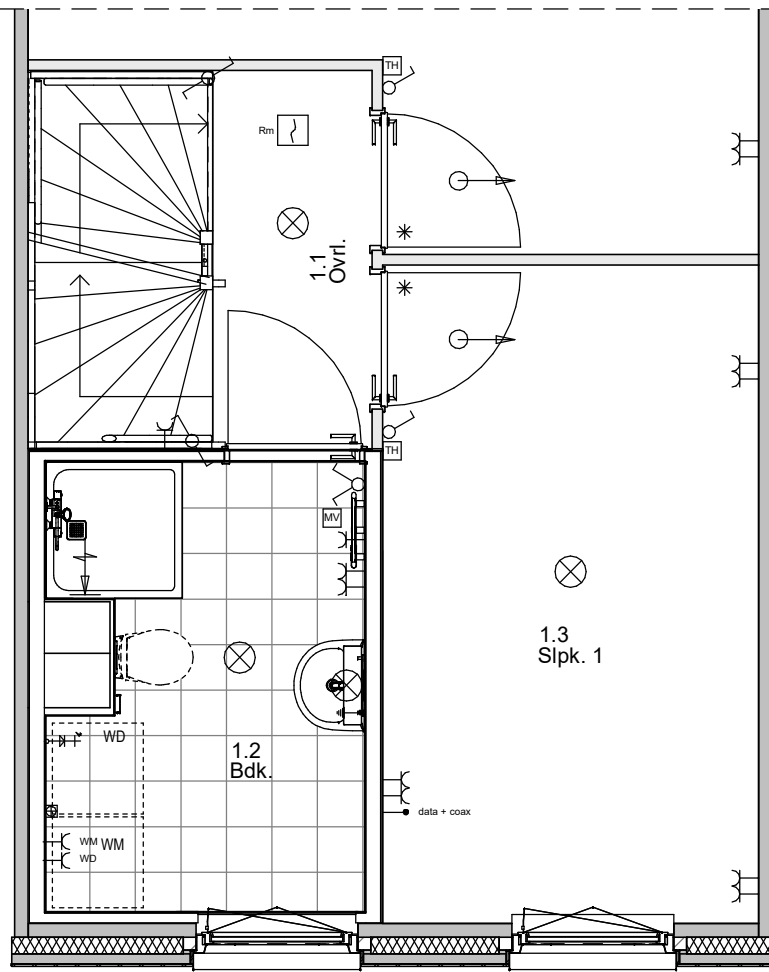 TH
Rm
1.1
Ovrl.
TH
MV
1.3
Slpk. 1
WD
1.2
Bdk.
data + coax
WM WM
WD